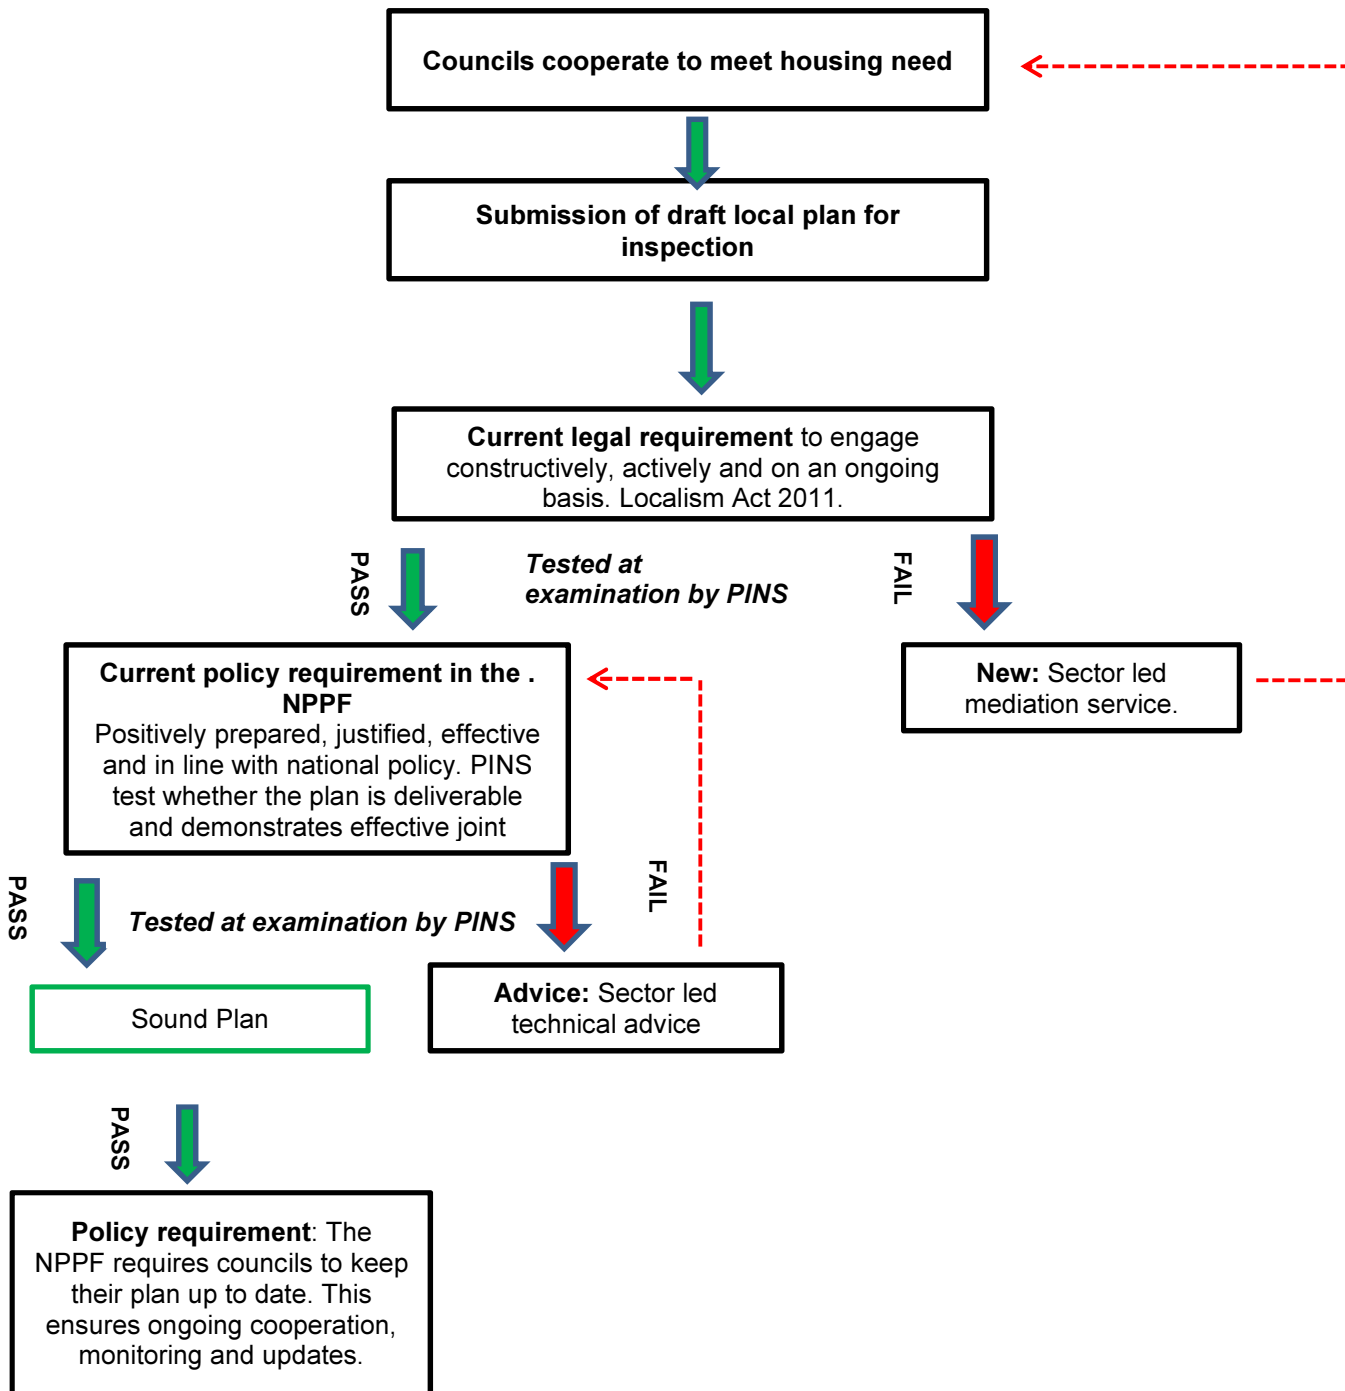 Councils cooperate to meet housing need
Submission of draft local plan for
inspection
Current legal requirement to engage
constructively, actively and on an ongoing
basis. Localism Act 2011.
PASS
Tested at
examination by PINS
FAIL
Current policy requirement in the .
NPPF
Positively prepared, justified, effective
and in line with national policy. PINS
test whether the plan is deliverable
and demonstrates effective joint
New: Sector led
mediation service.
PASS
Tested at examination by PINS
FAIL
Sound Plan
Advice: Sector led
technical advice
PASS
Policy requirement: The
NPPF requires councils to keep
their plan up to date. This
ensures ongoing cooperation,
monitoring and updates.